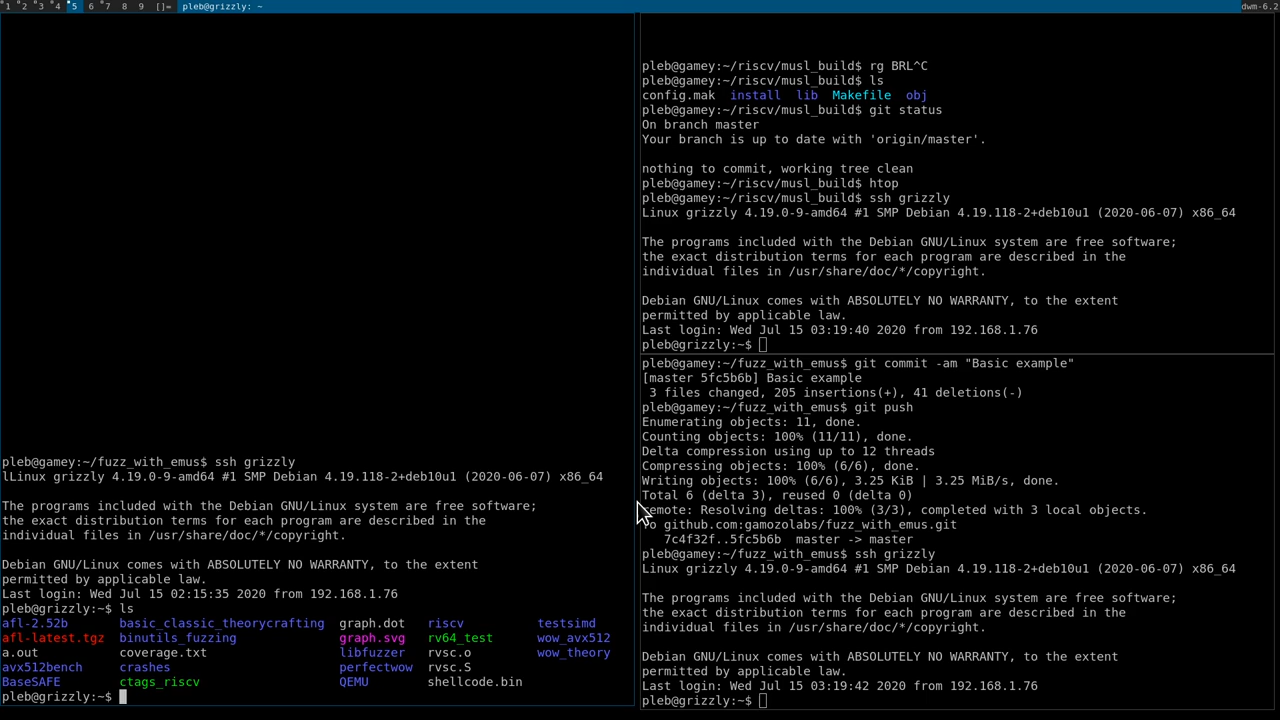 1 2 3 4 5 6 7 8 9 []= pleb@grizzly: ~ dwm-6.2
pleb@gamey:~/fuzz_with_emus$ ssh grizzly
lLinux grizzly 4.19.0-9-amd64 #1 SMP Debian 4.19.118-2+deb10u1 (2020-06-07) x86_64
The programs included with the Debian GNU/Linux system are free software;
the exact distribution terms for each program are described in the
individual files in /usr/share/doc/*/copyright.
Debian GNU/Linux comes with ABSOLUTELY NO WARRANTY, to the extent
permitted by applicable law.
Last login: Wed Jul 15 02:15:35 2020 from 192.168.1.76
pleb@grizzly:~$ ls
afl-2.52b basic_classic_theorycrafting graph.dot riscv testsimd
afl-latest.tgz binutils_fuzzing graph.svg rv64_test wow_avx512
a.out coverage.txt libfuzzer rvsc.o wow_theory
avx512bench crashes perfectwow rvsc.S
BaseSAFE ctags_riscv QEMU shellcode.bin
pleb@grizzly:~$
pleb@gamey:~/riscv/musl_build$ rg BRL^C
pleb@gamey:~/riscv/musl_build$ ls
config.mak install lib Makefile obj
pleb@gamey:~/riscv/musl_build$ git status
On branch master
Your branch is up to date with 'origin/master'.
nothing to commit, working tree clean
pleb@gamey:~/riscv/musl_build$ htop
pleb@gamey:~/riscv/musl_build$ ssh grizzly
Linux grizzly 4.19.0-9-amd64 #1 SMP Debian 4.19.118-2+deb10u1 (2020-06-07) x86_64
The programs included with the Debian GNU/Linux system are free software;
the exact distribution terms for each program are described in the
individual files in /usr/share/doc/*/copyright.
Debian GNU/Linux comes with ABSOLUTELY NO WARRANTY, to the extent
permitted by applicable law.
Last login: Wed Jul 15 03:19:40 2020 from 192.168.1.76
pleb@grizzly:~$
pleb@gamey:~/fuzz_with_emus$ git commit -am "Basic example"
[master 5fc5b6b] Basic example
3 files changed, 205 insertions(+), 41 deletions(-)
pleb@gamey:~/fuzz_with_emus$ git push
Enumerating objects: 11, done.
Counting objects: 100% (11/11), done.
Delta compression using up to 12 threads
Compressing objects: 100% (6/6), done.
Writing objects: 100% (6/6), 3.25 KiB | 3.25 MiB/s, done.
Total 6 (delta 3), reused 0 (delta 0)
remote: Resolving deltas: 100% (3/3), completed with 3 local objects.
To github.com:gamozolabs/fuzz_with_emus.git
7c4f32f..5fc5b6b master -> master
pleb@gamey:~/fuzz_with_emus$ ssh grizzly
Linux grizzly 4.19.0-9-amd64 #1 SMP Debian 4.19.118-2+deb10u1 (2020-06-07) x86_64
The programs included with the Debian GNU/Linux system are free software;
the exact distribution terms for each program are described in the
individual files in /usr/share/doc/*/copyright.
Debian GNU/Linux comes with ABSOLUTELY NO WARRANTY, to the extent
permitted by applicable law.
Last login: Wed Jul 15 03:19:42 2020 from 192.168.1.76
pleb@grizzly:~$